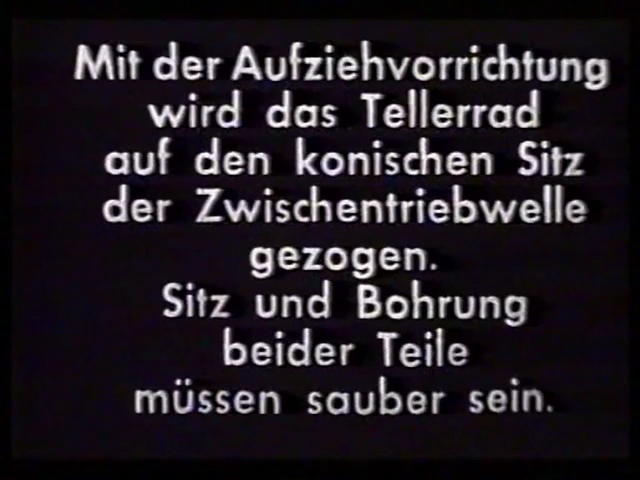 Mit der Aufziehvorrichtung
wird das Tellerrad
auf den konischen Sitz
der Zwischentriebwelle
gezogen.
Sitz und Bohrung
beider Teile
müssen sauber sein.